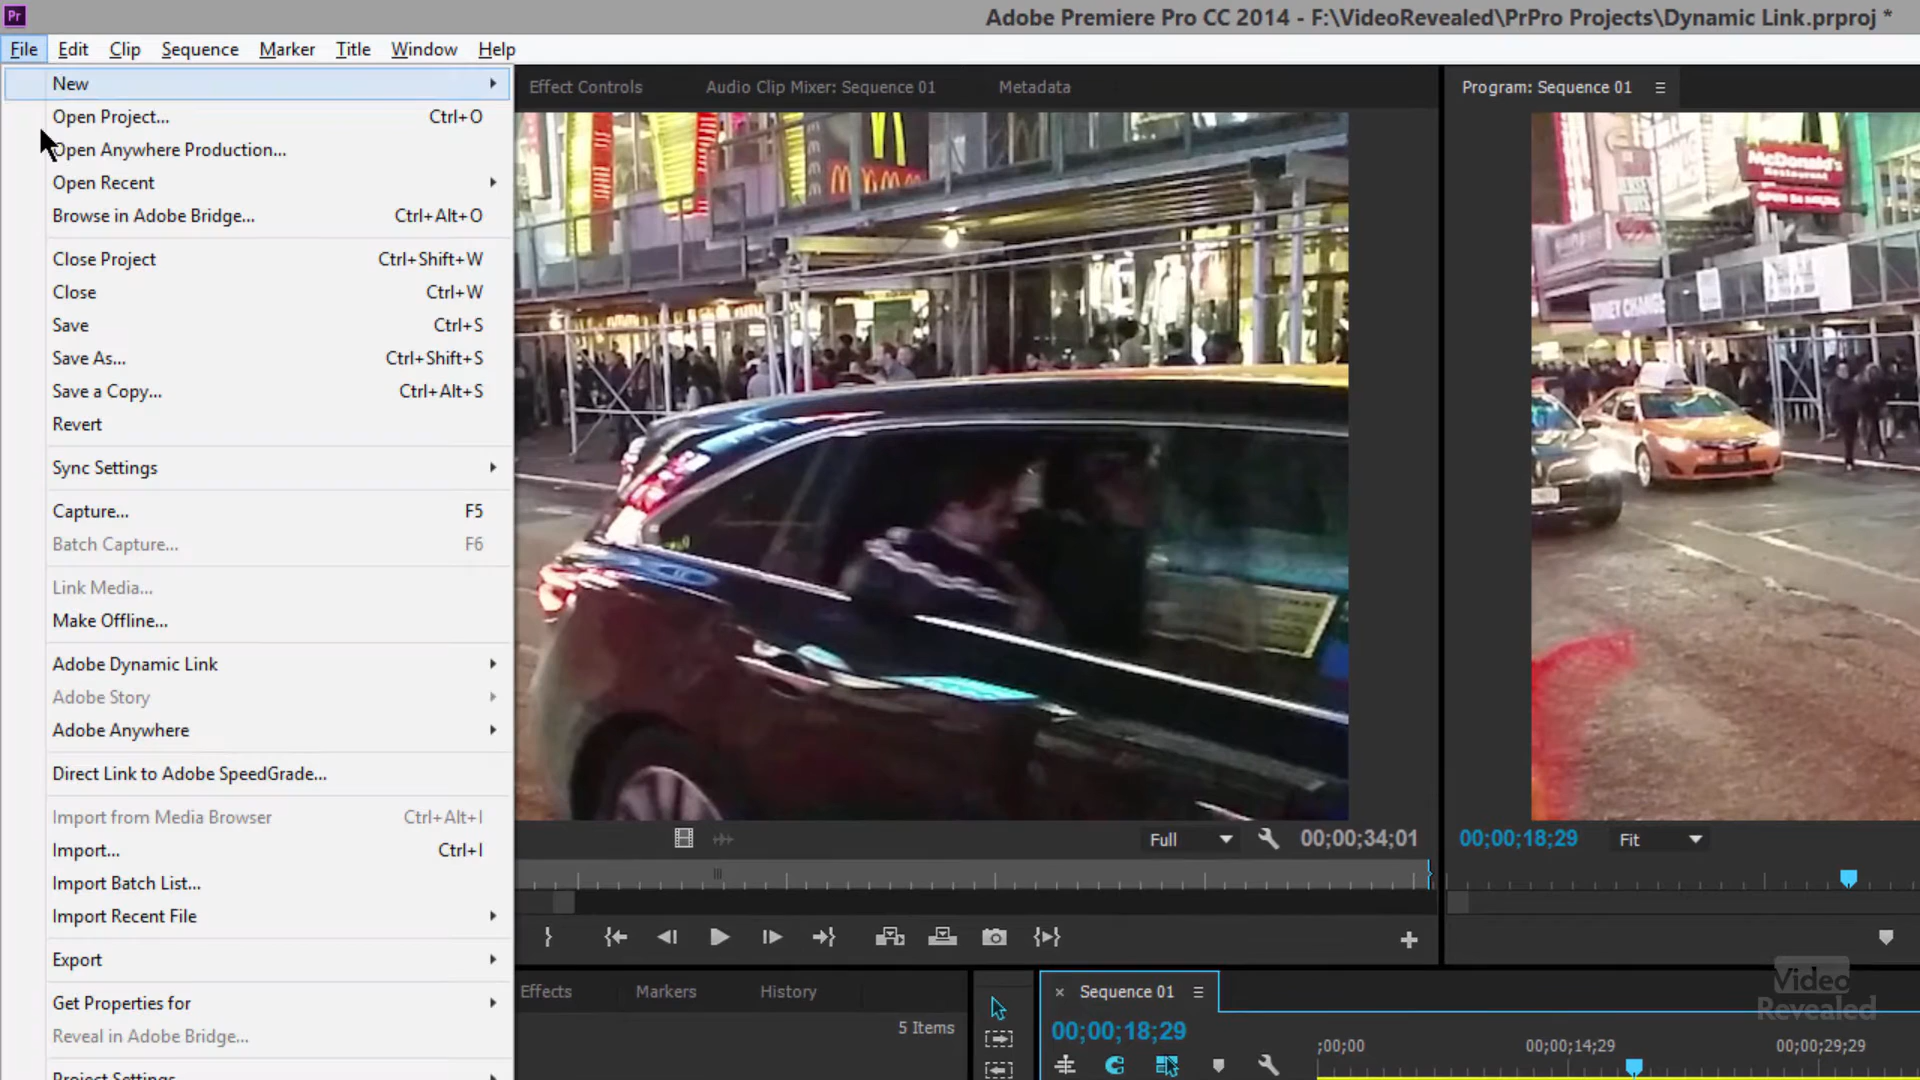 Pr
Adobe Premiere Pro CC 2014 - F:\VideoRevealed\PrPro Projects\Dynamic Link.prproj *
File Edit Clip Sequence Marker Title Window Help
New
Open Project... Ctrl+O
Open Anywhere Production...
Open Recent
Browse in Adobe Bridge... Ctrl+Alt+O
Close Project Ctrl+Shift+W
Close Ctrl+W
Save Ctrl+S
Save As... Ctrl+Shift+S
Save a Copy... Ctrl+Alt+S
Revert
Sync Settings
Capture... F5
Batch Capture... F6
Link Media...
Make Offline...
Adobe Dynamic Link
Adobe Story
Adobe Anywhere
Direct Link to Adobe SpeedGrade...
Import from Media Browser Ctrl+Alt+I
Import... Ctrl+I
Import Batch List...
Import Recent File
Export
Get Properties for
Reveal in Adobe Bridge...
Project Settings
Effect Controls Audio Clip Mixer: Sequence 01 Metadata
Full 00;00;34;01
Program: Sequence 01
McDonald's
Restaurant
MONEY CHANGE
00;00;18;29 Fit
Effects Markers History
5 Items
× Sequence 01
00;00;18;29
;00;00 00;00;14;29 00;00;29;29
Video
Revealed